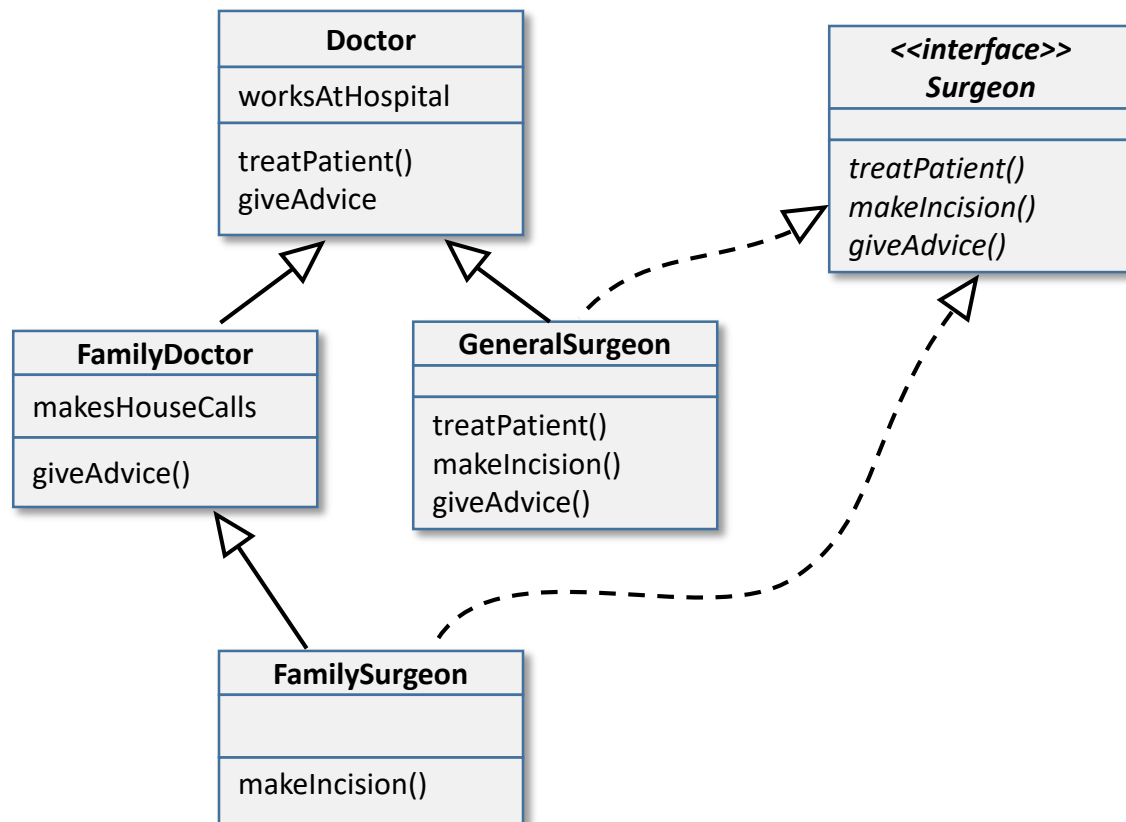 Doctor
worksAtHospital
treatPatient()
giveAdvice
<<interface>>
Surgeon
treatPatient()
makeIncision()
giveAdvice()
FamilyDoctor
makesHouseCalls
giveAdvice()
GeneralSurgeon
treatPatient()
makeIncision()
giveAdvice()
FamilySurgeon
makeIncision()